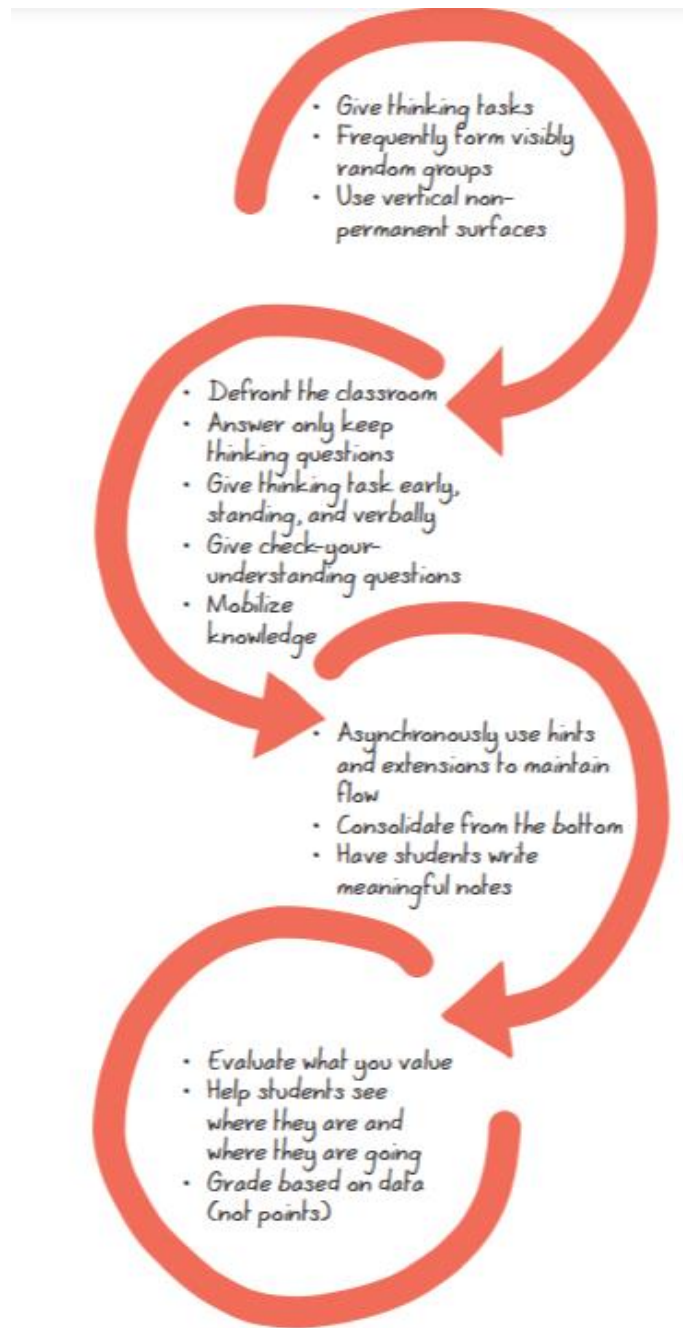 • Give thinking tasks
• Frequently form visibly
random groups
• Use vertical non-
permanent surfaces
• Defront the classroom
• Answer only keep
thinking questions
• Give thinking task early,
standing, and verbally
• Give check-your-
understanding questions
• Mobilize
knowledge
• Asynchronously use hints
and extensions to maintain
flow
• Consolidate from the bottom
• Have students write
meaningful notes
• Evaluate what you value
• Help students see
where they are and
where they are going
• Grade based on data
(not points)